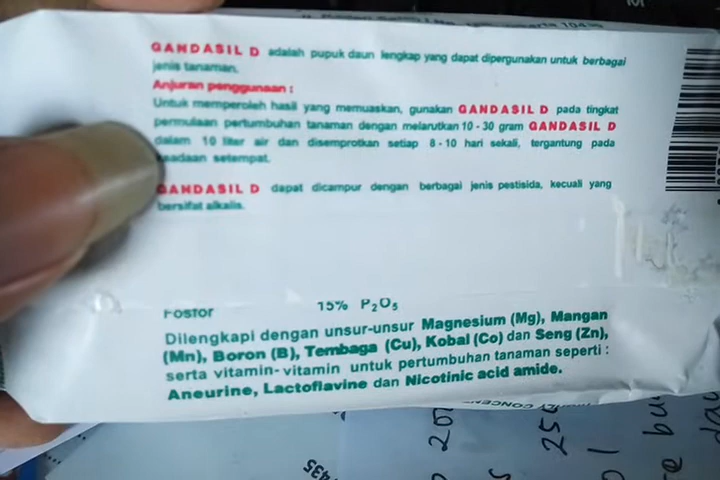 GANDASIL D adalah pupuk daun lengkap yang dapat dipergunakan untuk berbagai
jenis tanaman.
Anjuran penggunaan :
Untuk memperoleh hasil yang memuaskan, gunakan GANDASIL D pada tingkat
permulaan pertumbuhan tanaman dengan melarutkan 10 - 30 gram GANDASIL D
dalam 10 liter air dan disemprotkan setiap 8 - 10 hari sekali, tergantung pada
setempat.
GANDASIL D dapat dicampur dengan berbagai jenis pestisida, kecuali yang
bersifat alkalis.
Fosfor 15% P₂O₅
Dilengkapi dengan unsur-unsur Magnesium (Mg), Mangan
(Mn), Boron (B), Tembaga (Cu), Kobal (Co) dan Seng (Zn),
serta vitamin-vitamin untuk pertumbuhan tanaman seperti :
Aneurine, Lactoflavine dan Nicotinic acid amide.
435